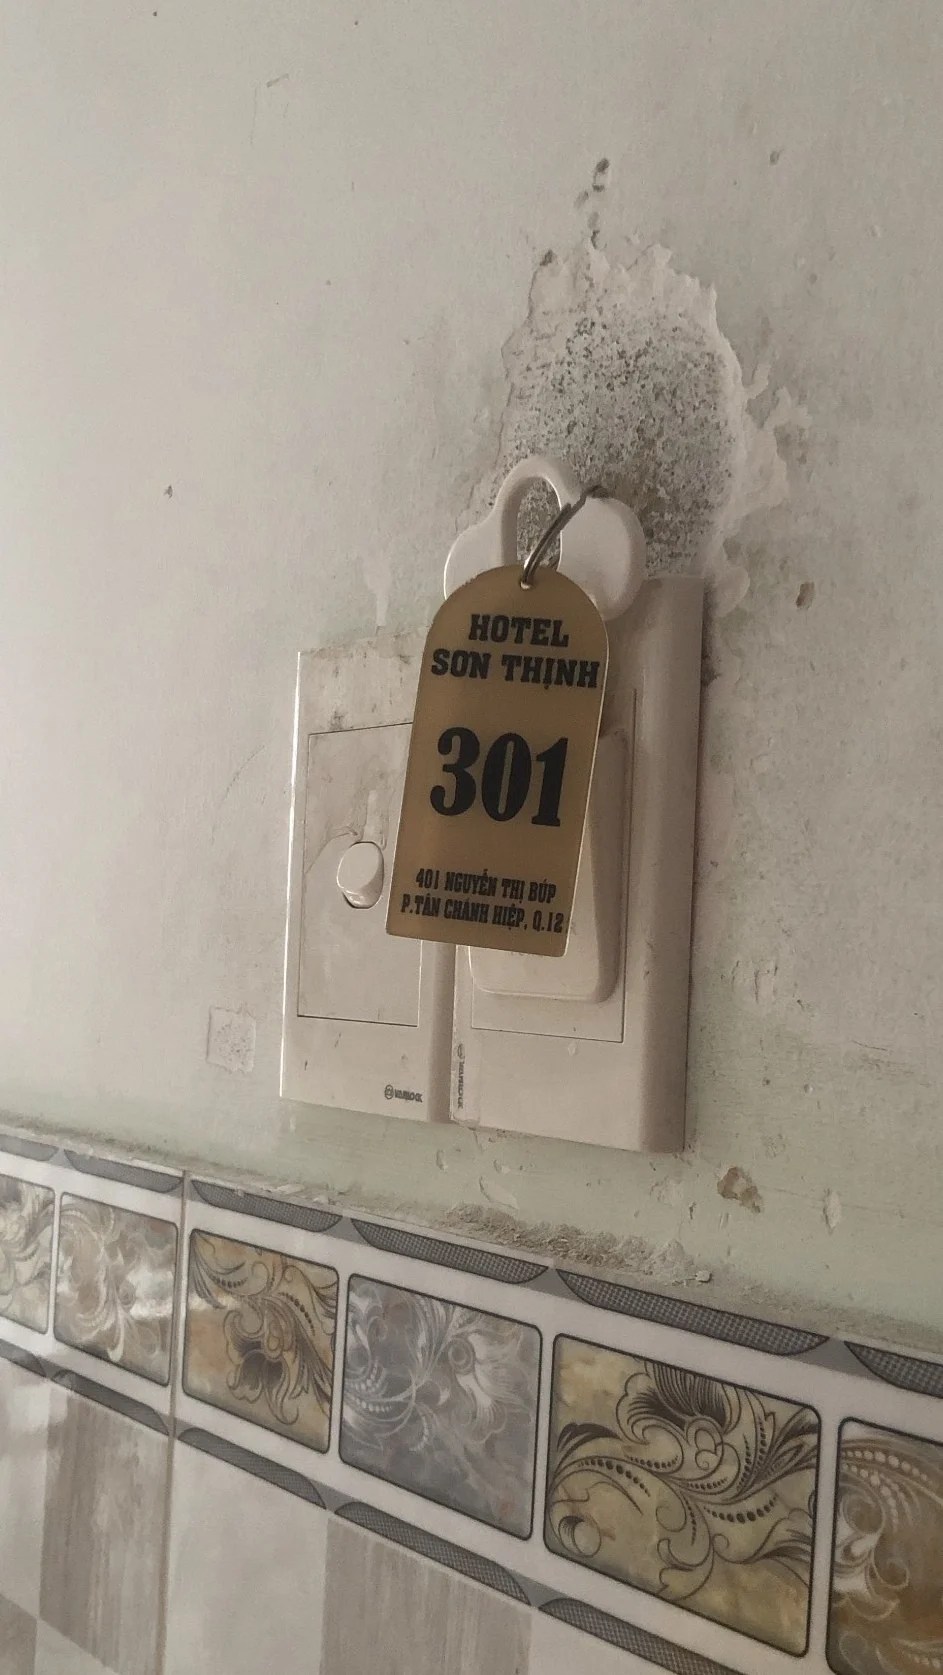 HOTEL
SƠN THỊNH
301
401 NGUYỄN THỊ BÚP
P.TÂN CHÁNH HIỆP, Q.12